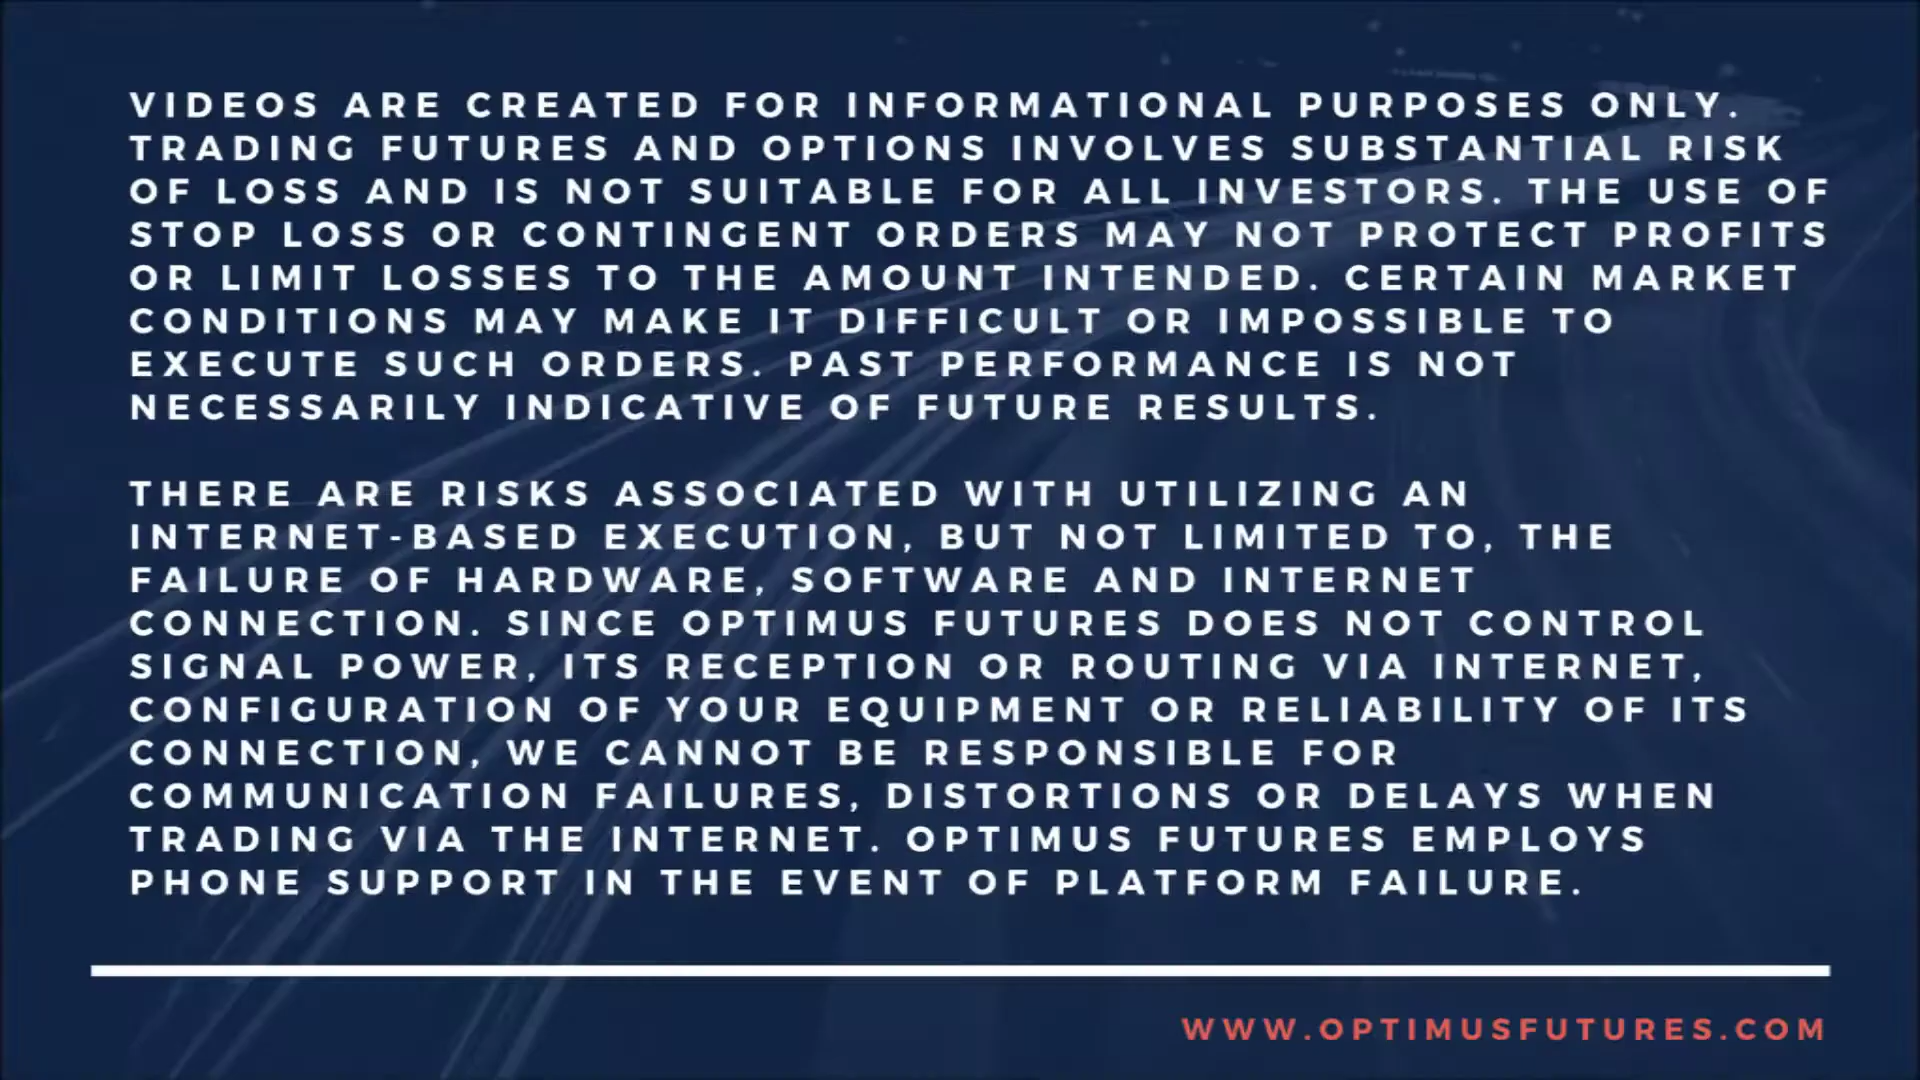 VIDEOS ARE CREATED FOR INFORMATIONAL PURPOSES ONLY.
TRADING FUTURES AND OPTIONS INVOLVES SUBSTANTIAL RISK
OF LOSS AND IS NOT SUITABLE FOR ALL INVESTORS. THE USE OF
STOP LOSS OR CONTINGENT ORDERS MAY NOT PROTECT PROFITS
OR LIMIT LOSSES TO THE AMOUNT INTENDED. CERTAIN MARKET
CONDITIONS MAY MAKE IT DIFFICULT OR IMPOSSIBLE TO
EXECUTE SUCH ORDERS. PAST PERFORMANCE IS NOT
NECESSARILY INDICATIVE OF FUTURE RESULTS.
THERE ARE RISKS ASSOCIATED WITH UTILIZING AN
INTERNET-BASED EXECUTION, BUT NOT LIMITED TO, THE
FAILURE OF HARDWARE, SOFTWARE AND INTERNET
CONNECTION. SINCE OPTIMUS FUTURES DOES NOT CONTROL
SIGNAL POWER, ITS RECEPTION OR ROUTING VIA INTERNET,
CONFIGURATION OF YOUR EQUIPMENT OR RELIABILITY OF ITS
CONNECTION, WE CANNOT BE RESPONSIBLE FOR
COMMUNICATION FAILURES, DISTORTIONS OR DELAYS WHEN
TRADING VIA THE INTERNET. OPTIMUS FUTURES EMPLOYS
PHONE SUPPORT IN THE EVENT OF PLATFORM FAILURE.
WWW.OPTIMUSFUTURES.COM